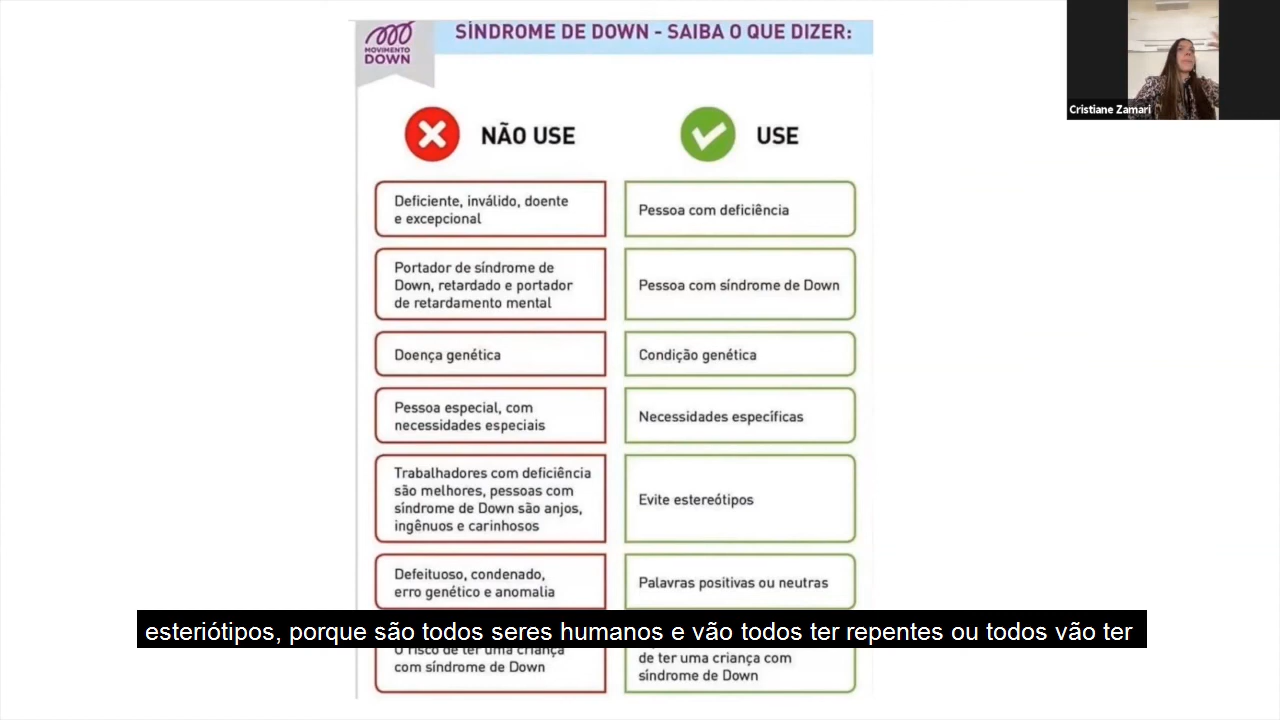 MOVIMENTO
DOWN
SÍNDROME DE DOWN - SAIBA O QUE DIZER:
Cristiane Zamari
NÃO USE
USE
Deficiente, inválido, doente
e excepcional
Pessoa com deficiência
Portador de síndrome de
Down, retardado e portador
de retardamento mental
Pessoa com síndrome de Down
Doença genética
Condição genética
Pessoa especial, com
necessidades especiais
Necessidades específicas
Trabalhadores com deficiência
são melhores, pessoas com
síndrome de Down são anjos,
ingênuos e carinhosos
Evite estereótipos
Defeituoso, condenado,
erro genético e anomalia
Palavras positivas ou neutras
O risco de ter uma criança
com síndrome de Down
de ter uma criança com
síndrome de Down
esteriótipos, porque são todos seres humanos e vão todos ter repentes ou todos vão ter